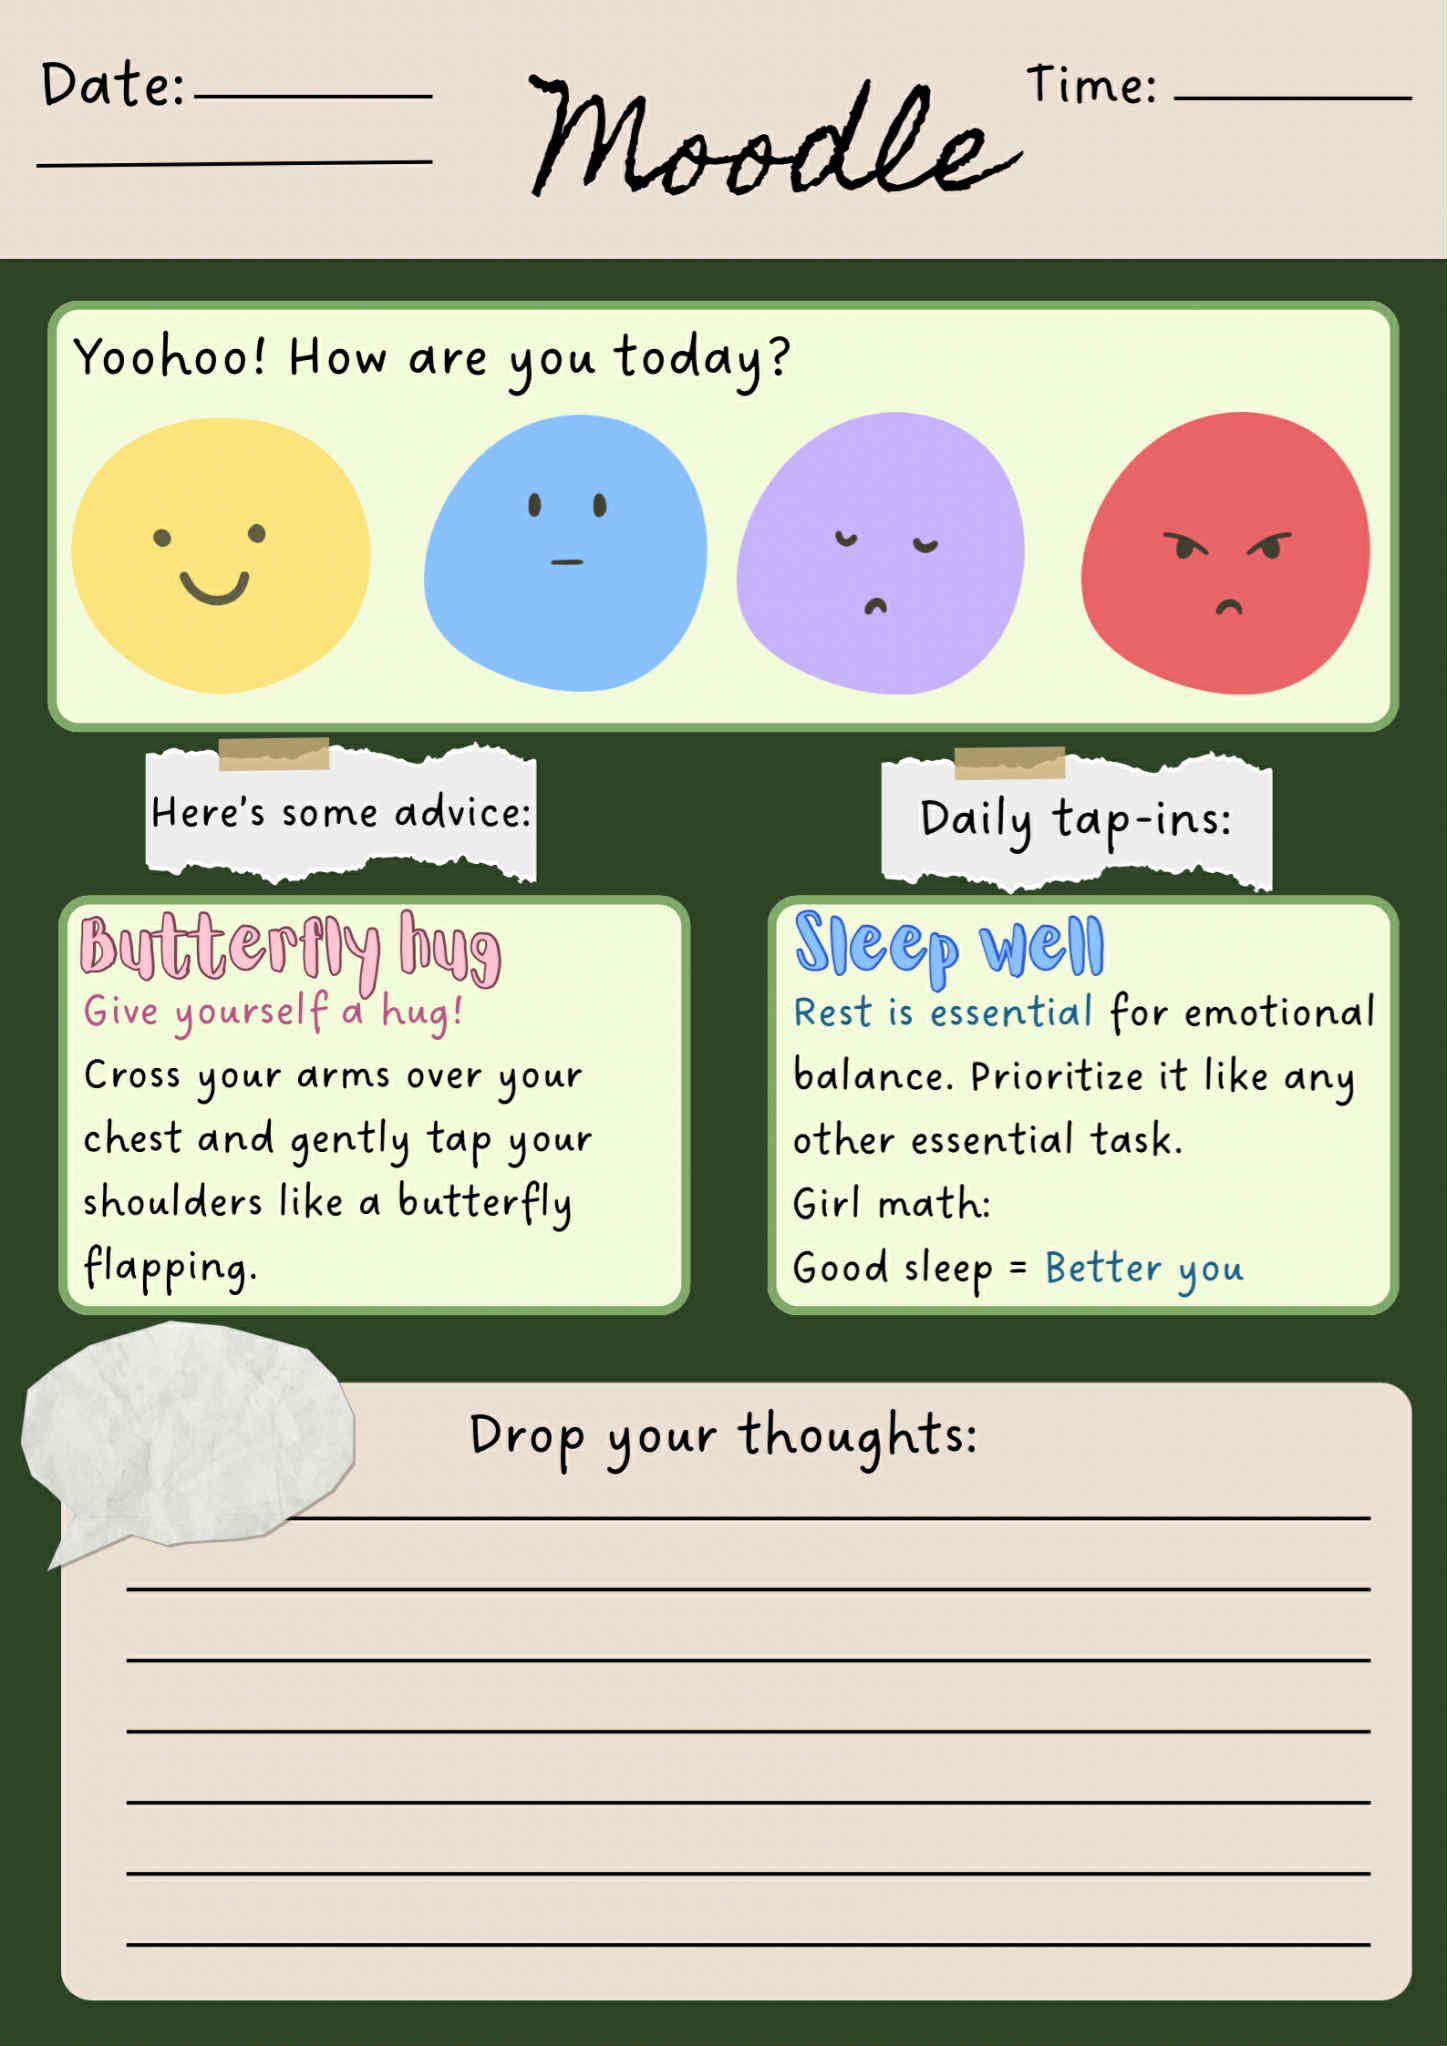 Date:
Moodle
Time:
Yoohoo! How are you today?
Here's some advice:
Daily tap-ins:
Butterfly hug
Give yourself a hug!
Cross your arms over your
chest and gently tap your
shoulders like a butterfly
flapping.
Sleep well
Rest is essential for emotional
balance. Prioritize it like any
other essential task.
Girl math:
Good sleep = Better you
Drop your thoughts: